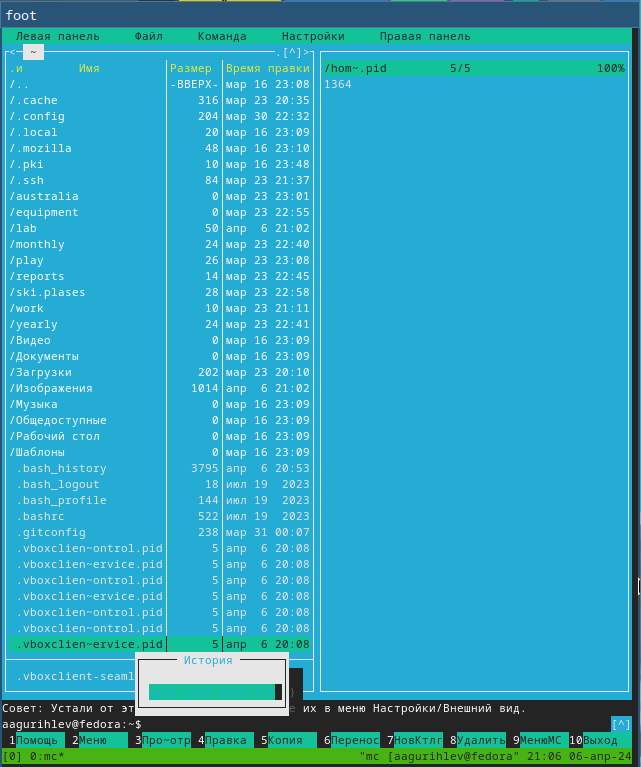 foot
Левая панель Файл Команда Настройки Правая панель
<- ~ .[^]>
.и Имя Размер Время правки
/.. -ВВЕРХ- мар 16 23:08
/.cache 316 мар 23 20:35
/.config 204 мар 30 22:32
/.local 20 мар 16 23:09
/.mozilla 48 мар 16 23:10
/.pki 10 мар 16 23:48
/.ssh 84 мар 23 21:37
/australia 0 мар 23 23:01
/equipment 0 мар 23 22:55
/lab 50 апр 6 21:02
/monthly 24 мар 23 22:40
/play 26 мар 23 23:08
/reports 14 мар 23 22:45
/ski.plases 28 мар 23 22:58
/work 10 мар 23 21:11
/yearly 24 мар 23 22:41
/Видео 0 мар 16 23:09
/Документы 0 мар 16 23:09
/Загрузки 202 мар 23 20:10
/Изображения 1014 апр 6 21:02
/Музыка 0 мар 16 23:09
/Общедоступные 0 мар 16 23:09
/Рабочий стол 0 мар 16 23:09
/Шаблоны 0 мар 16 23:09
.bash_history 3795 апр 6 20:53
.bash_logout 18 июл 19 2023
.bash_profile 144 июл 19 2023
.bashrc 522 июл 19 2023
.gitconfig 238 мар 31 00:07
.vboxclien~ontrol.pid 5 апр 6 20:08
.vboxclien~ervice.pid 5 апр 6 20:08
.vboxclien~ontrol.pid 5 апр 6 20:08
.vboxclien~ervice.pid 5 апр 6 20:08
.vboxclien~ontrol.pid 5 апр 6 20:08
.vboxclien~ontrol.pid 5 апр 6 20:08
.vboxclien~ervice.pid 5 апр 6 20:08
.vboxclient-seaml
/hom~.pid 5/5 100%
1364
История
Совет: Устали от эт их в меню Настройки/Внешний вид.
aagurihlev@fedora:~$ [^]
1Помощь 2Меню 3Про~отр 4Правка 5Копия 6Перенос 7НовКтлг 8Удалить 9МенюМС 10Выход
[0] 0:mc* "mc [aagurihlev@fedora" 21:06 06-апр-24